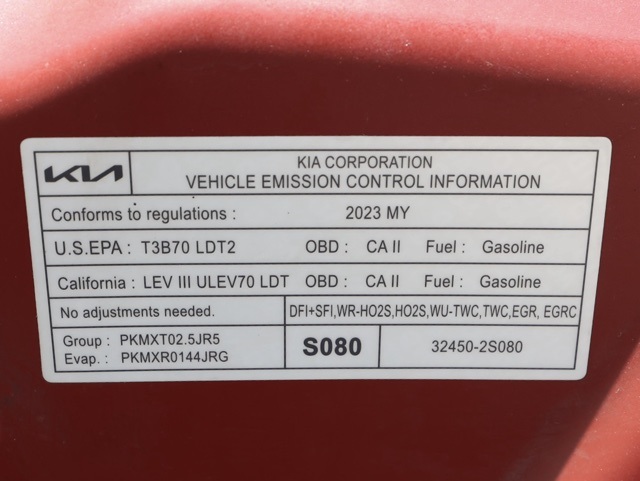 KIA
KIA CORPORATION
VEHICLE EMISSION CONTROL INFORMATION
Conforms to regulations : 2023 MY
U.S.EPA : T3B70 LDT2 OBD : CA II Fuel : Gasoline
California : LEV III ULEV70 LDT OBD : CA II Fuel : Gasoline
No adjustments needed. DFI+SFI,WR-HO2S,HO2S,WU-TWC,TWC,EGR, EGRC
Group : PKMXT02.5JR5
Evap. : PKMXR0144JRG
S080
32450-2S080